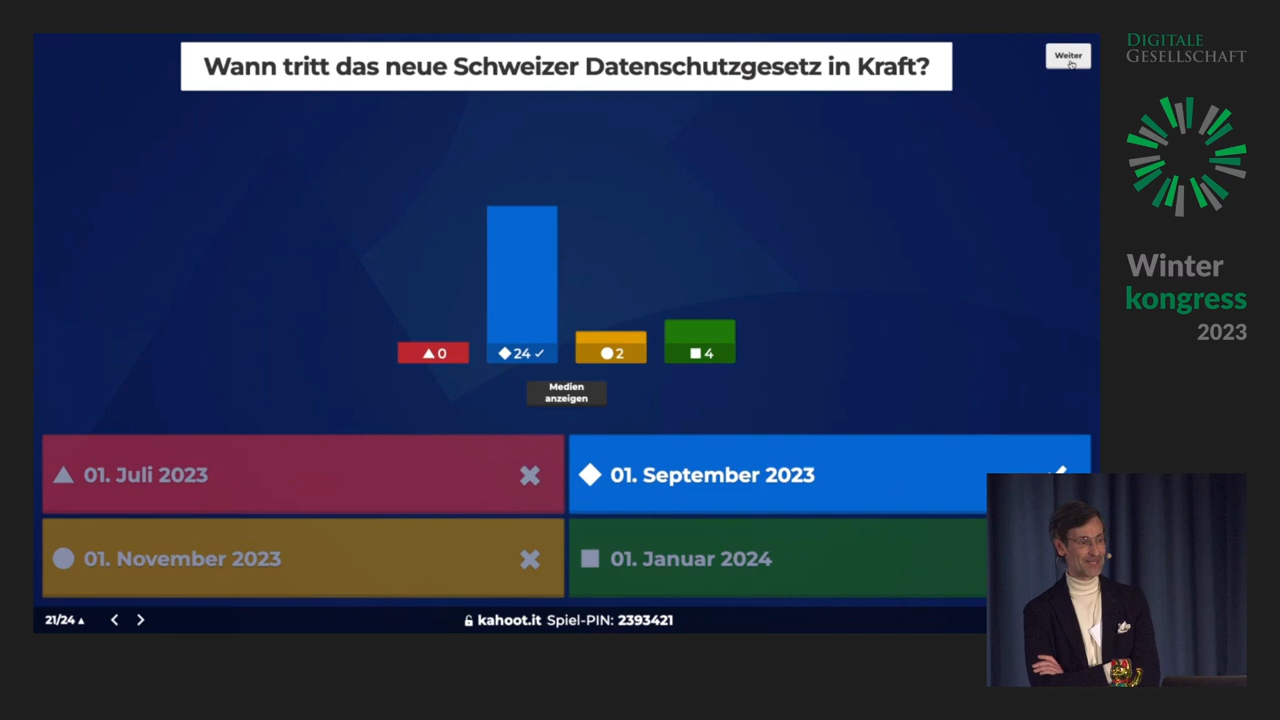 Wann tritt das neue Schweizer Datenschutzgesetz in Kraft?
Weiter
DIGITALE
GESELLSCHAFT
Winter
kongress
2023
0
24
2
4
Medien
anzeigen
01. Juli 2023
01. September 2023
01. November 2023
01. Januar 2024
21/24
kahoot.it Spiel-PIN: 2393421